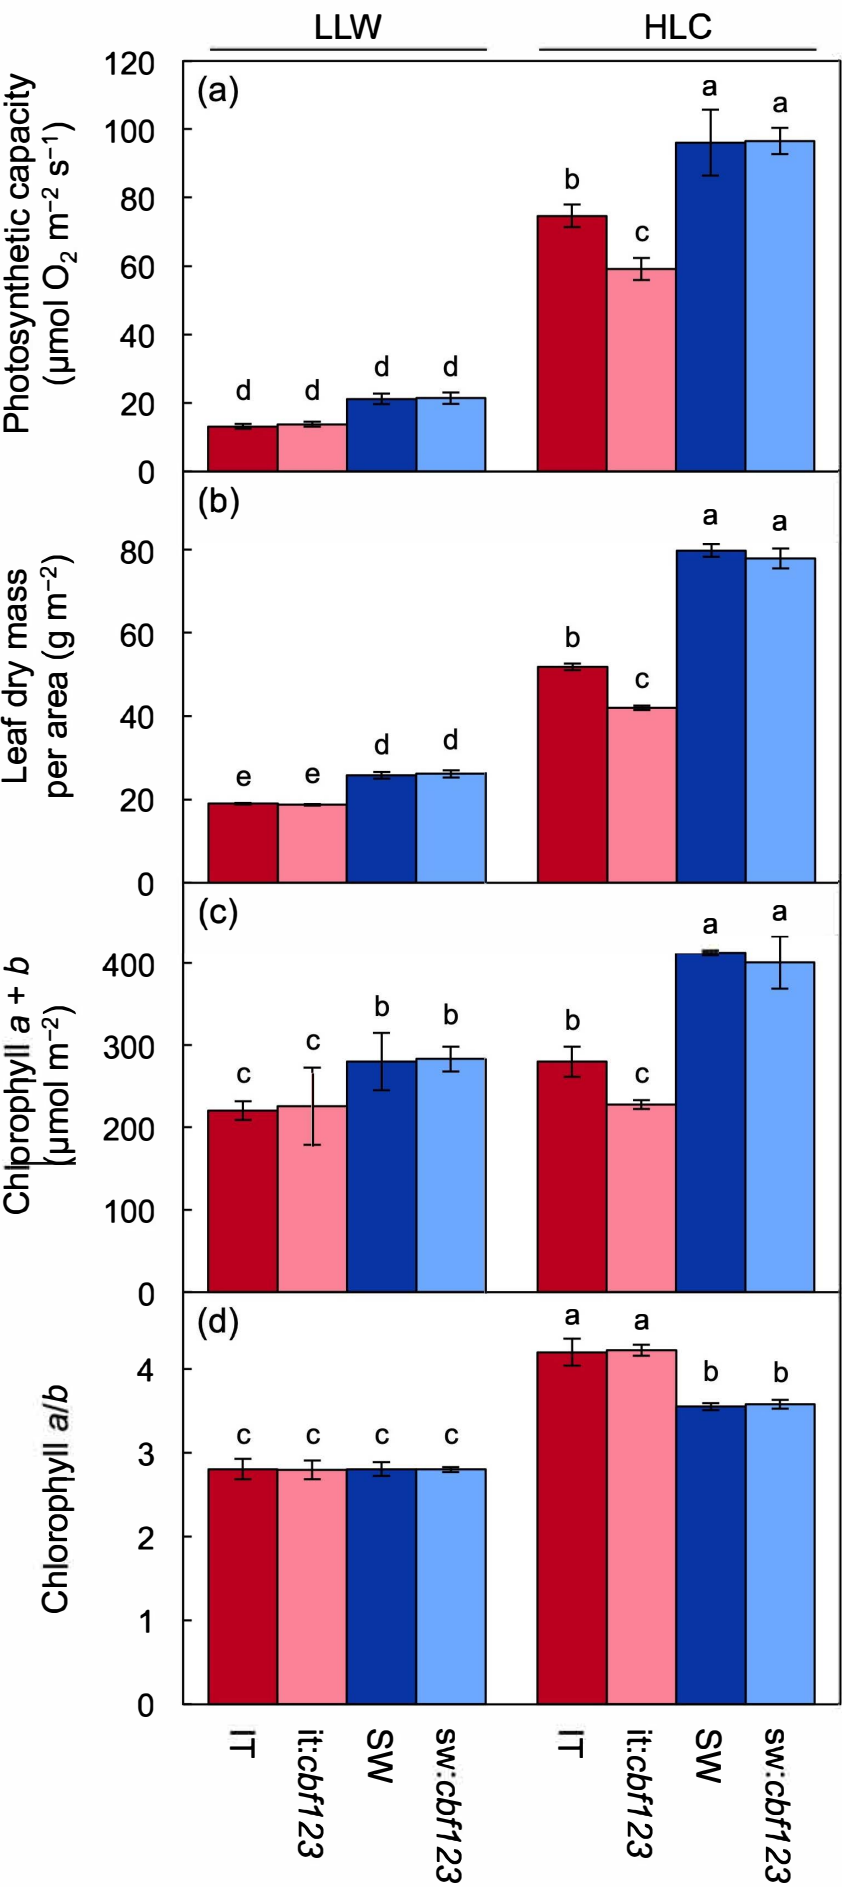 LLW HLC
(a)
Photosynthetic capacity
(µmol O₂ m⁻² s⁻¹)
120
100
80
60
40
20
0
d d d d b c a a
(b)
Leaf dry mass
per area (g m⁻²)
80
60
40
20
0
e e d d b c a a
(c)
Chlorophyll a + b
(µmol m⁻²)
400
300
200
100
0
c c b b b c a a
(d)
Chlorophyll a/b
4
3
2
1
0
c c c c a a b b
IT
it:cbf123
SW
sw:cbf123
IT
it:cbf123
SW
sw:cbf123